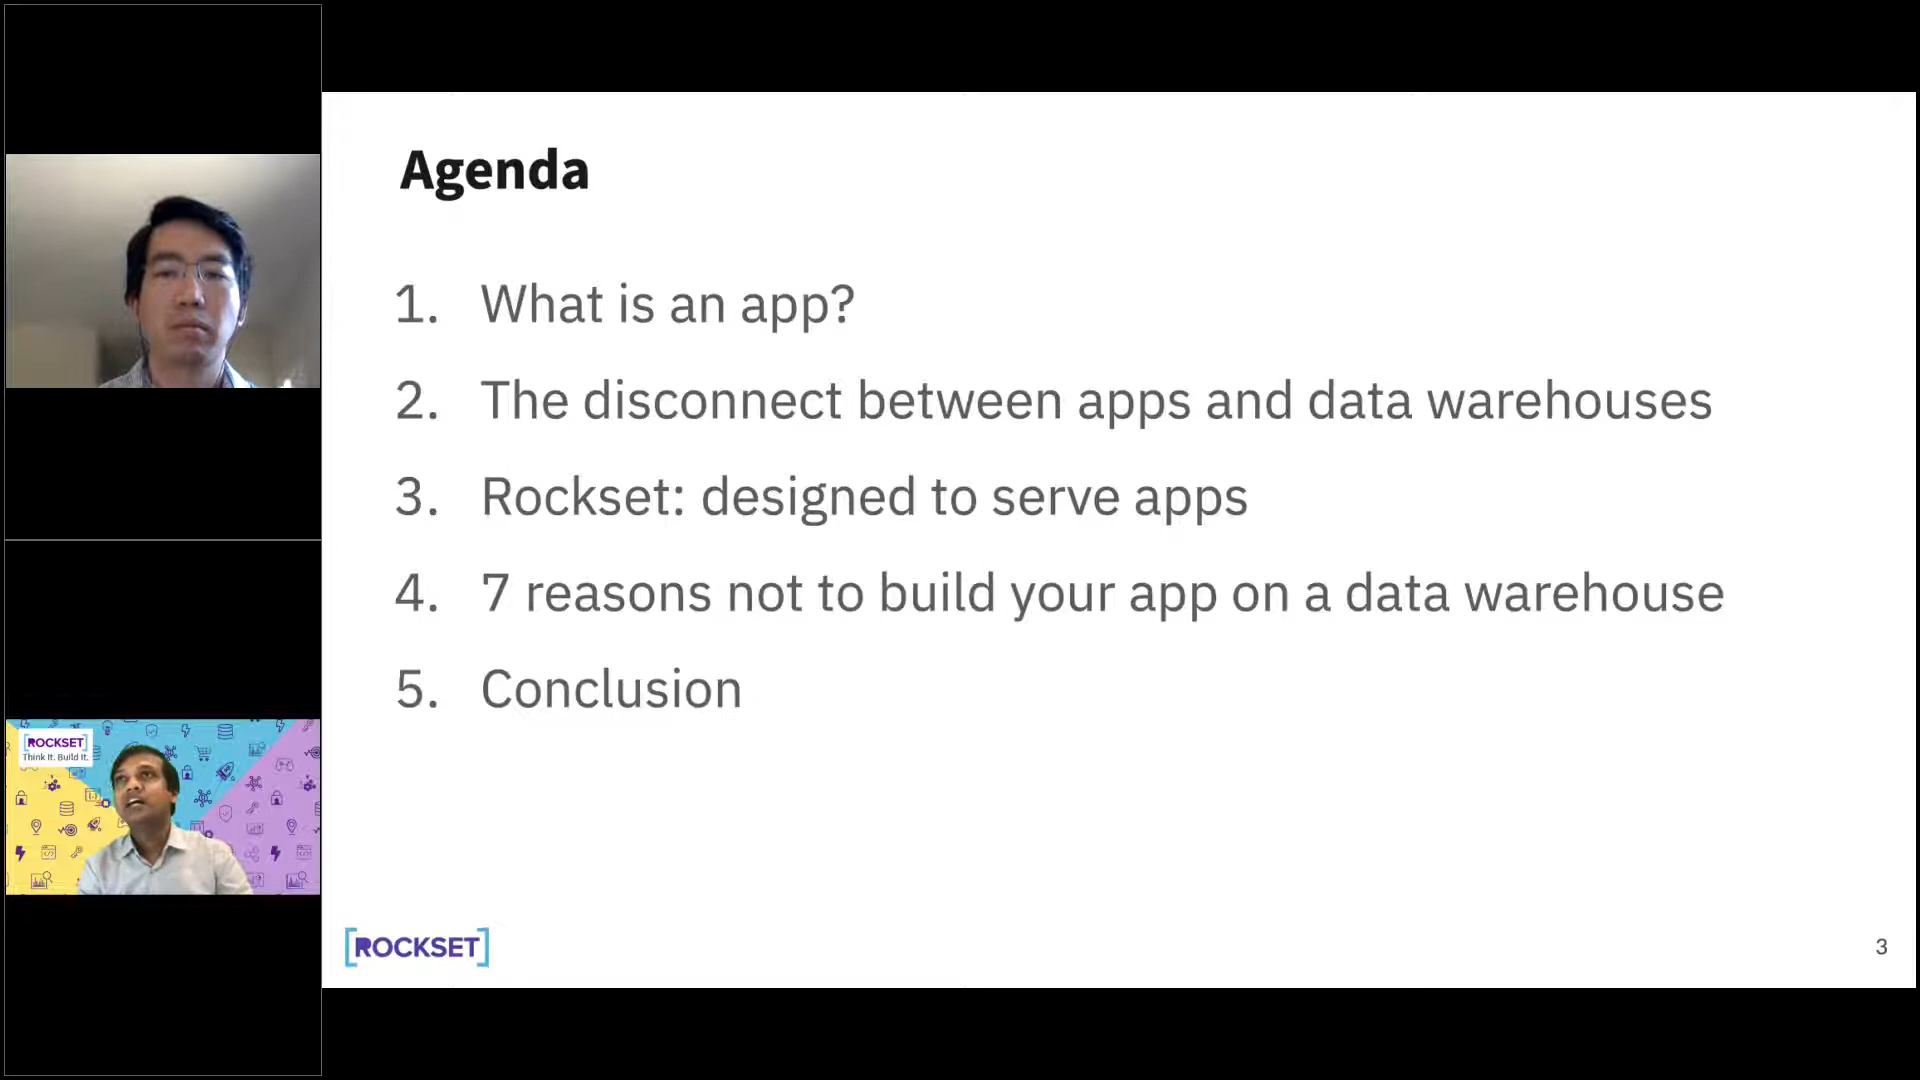 Agenda
1. What is an app?
2. The disconnect between apps and data warehouses
3. Rockset: designed to serve apps
4. 7 reasons not to build your app on a data warehouse
5. Conclusion
[ROCKSET]
Think It. Build It.
[ROCKSET]
3